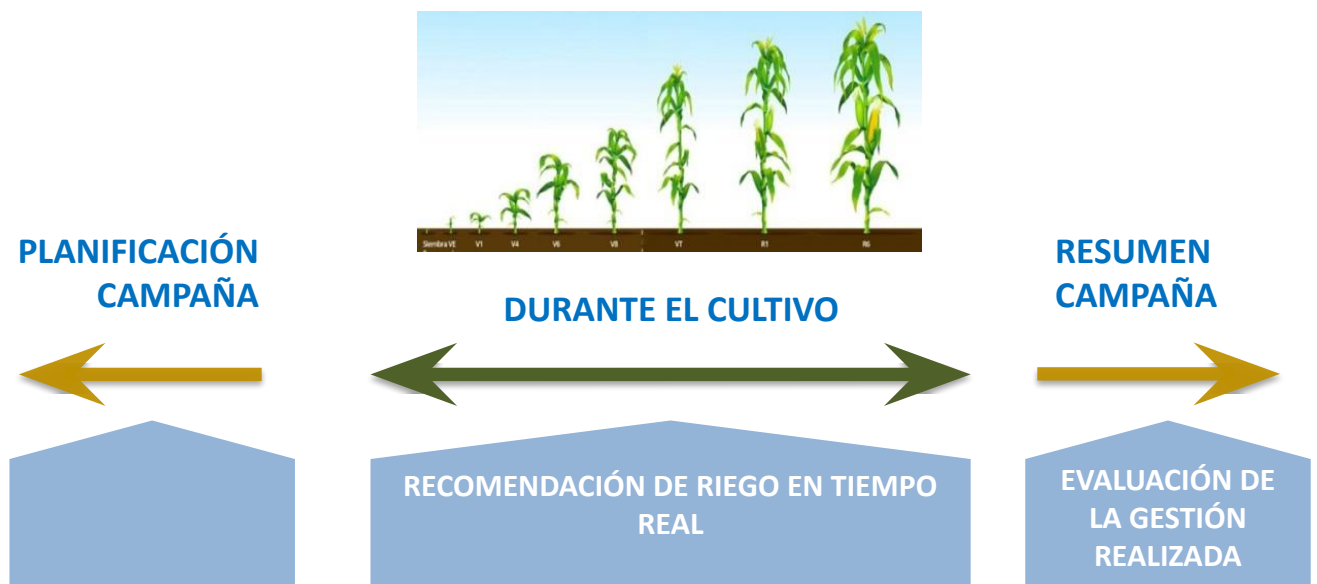 Siembra VE V1 V4 V6 V8 VT R1 R6
PLANIFICACIÓN
CAMPAÑA
DURANTE EL CULTIVO
RESUMEN
CAMPAÑA
RECOMENDACIÓN DE RIEGO EN TIEMPO
REAL
EVALUACIÓN DE
LA GESTIÓN
REALIZADA